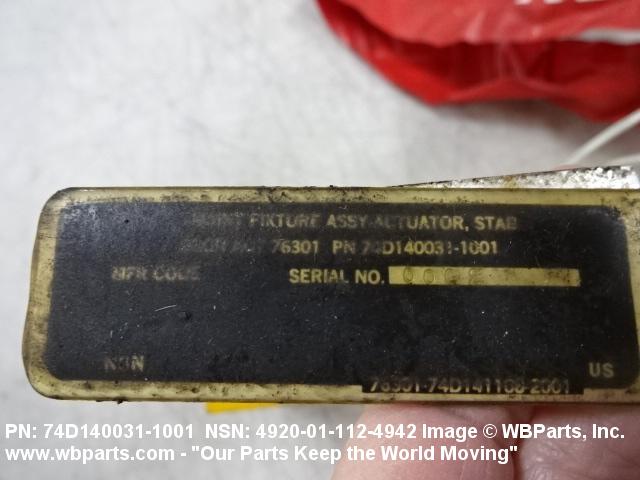 FIXTURE ASSY-ACTUATOR, STAB
76301 PN 74D140031-1001
MFR CODE SERIAL NO.
NSN US
76301-74D141108-2001
PN: 74D140031-1001 NSN: 4920-01-112-4942 Image © WBParts, Inc.
www.wbparts.com - "Our Parts Keep the World Moving"